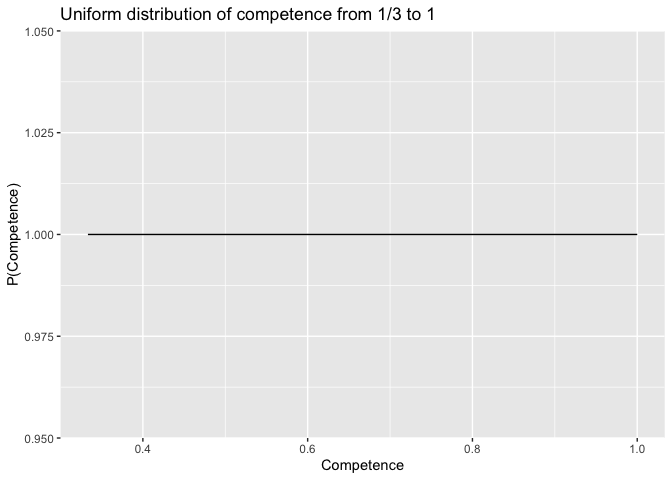 Uniform distribution of competence from 1/3 to 1
1.050
1.025
1.000
0.975
0.950
P(Competence)
0.4 0.6 0.8 1.0
Competence